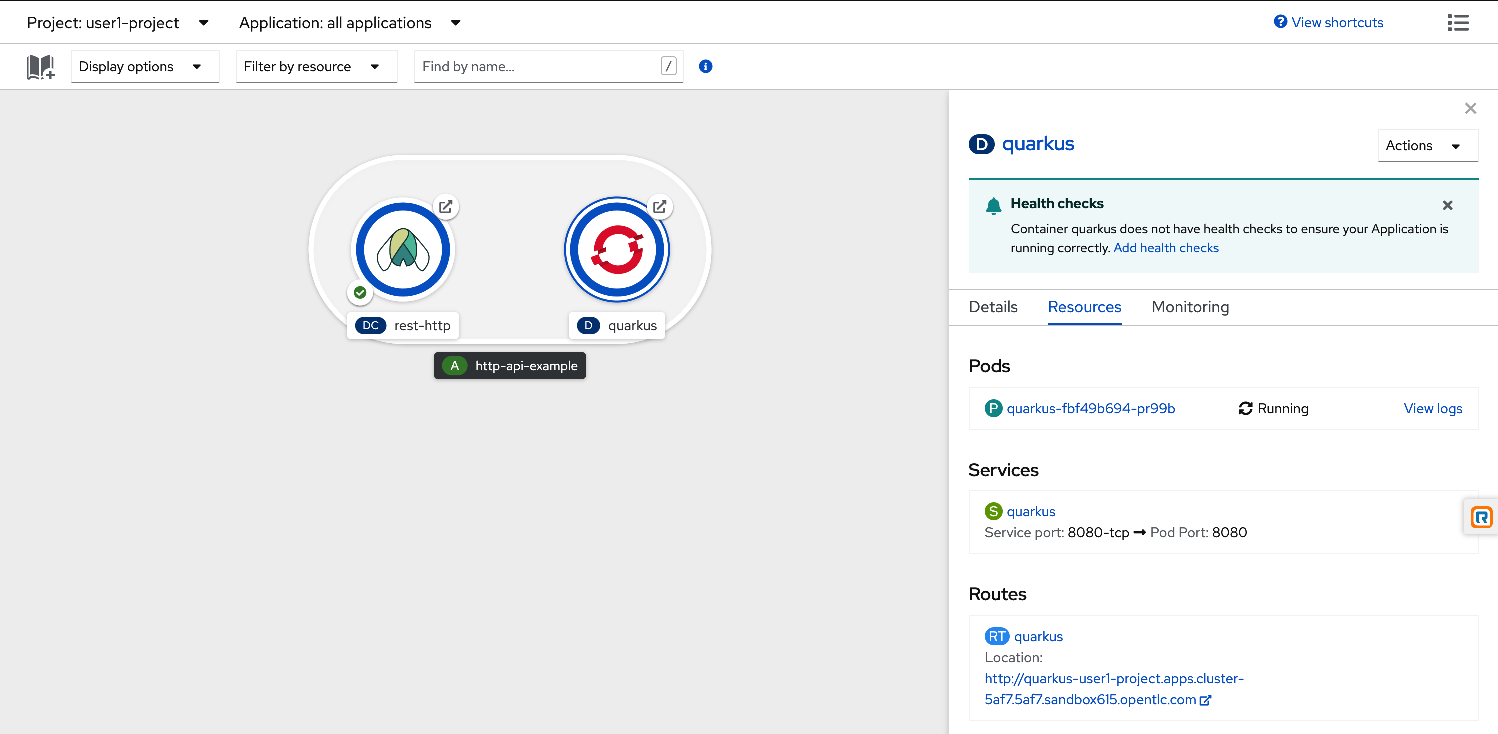 Project: user1-project
Application: all applications
View shortcuts
Display options
Filter by resource
Find by name...
/
D quarkus
Actions
Health checks
Container quarkus does not have health checks to ensure your Application is
running correctly. Add health checks
DC rest-http
D quarkus
A http-api-example
Details
Resources
Monitoring
Pods
P quarkus-fbf49b694-pr99b
Running
View logs
Services
S quarkus
Service port: 8080-tcp → Pod Port: 8080
Routes
RT quarkus
Location:
http://quarkus-user1-project.apps.cluster-
5af7.5af7.sandbox615.opentlc.com